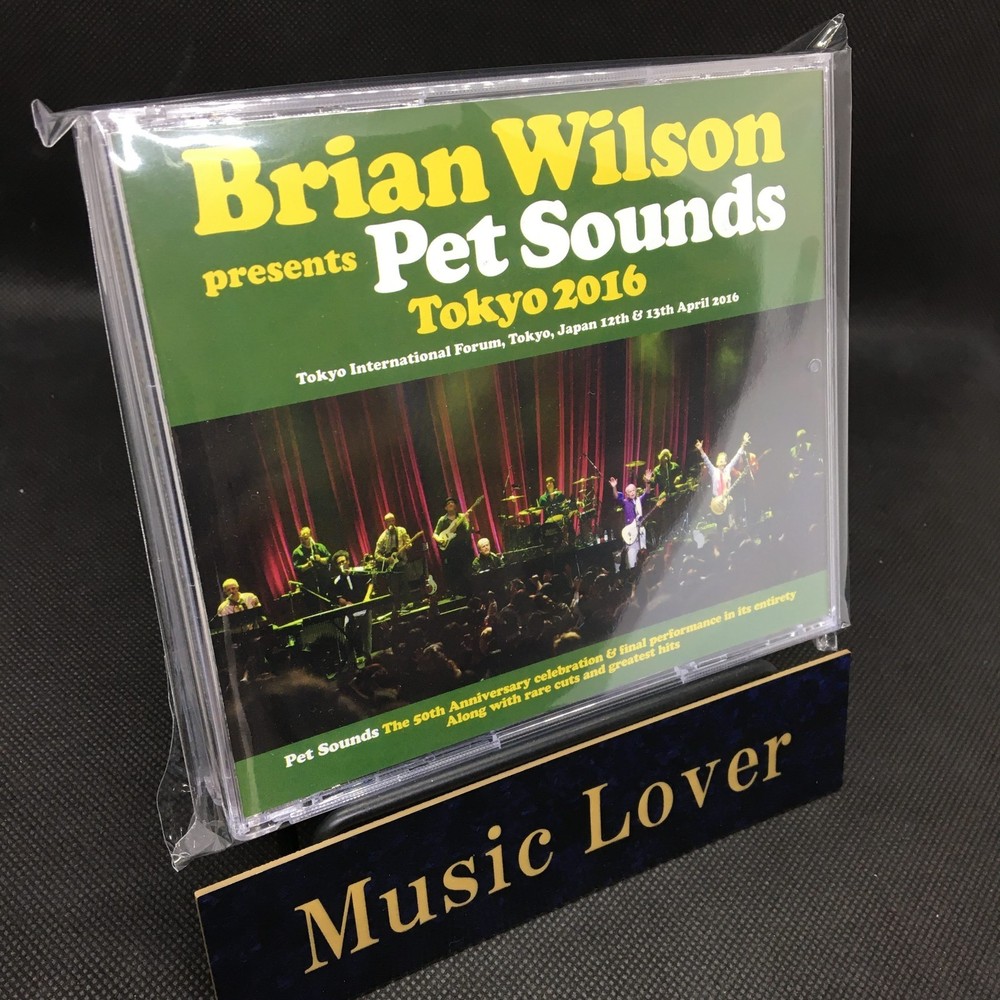 Brian Wilson
presents Pet Sounds
Tokyo 2016
Tokyo International Forum, Tokyo, Japan 12th & 13th April 2016
Pet Sounds The 50th Anniversary celebration & final performance in its entirety
Along with rare cuts and greatest hits
Music Lover